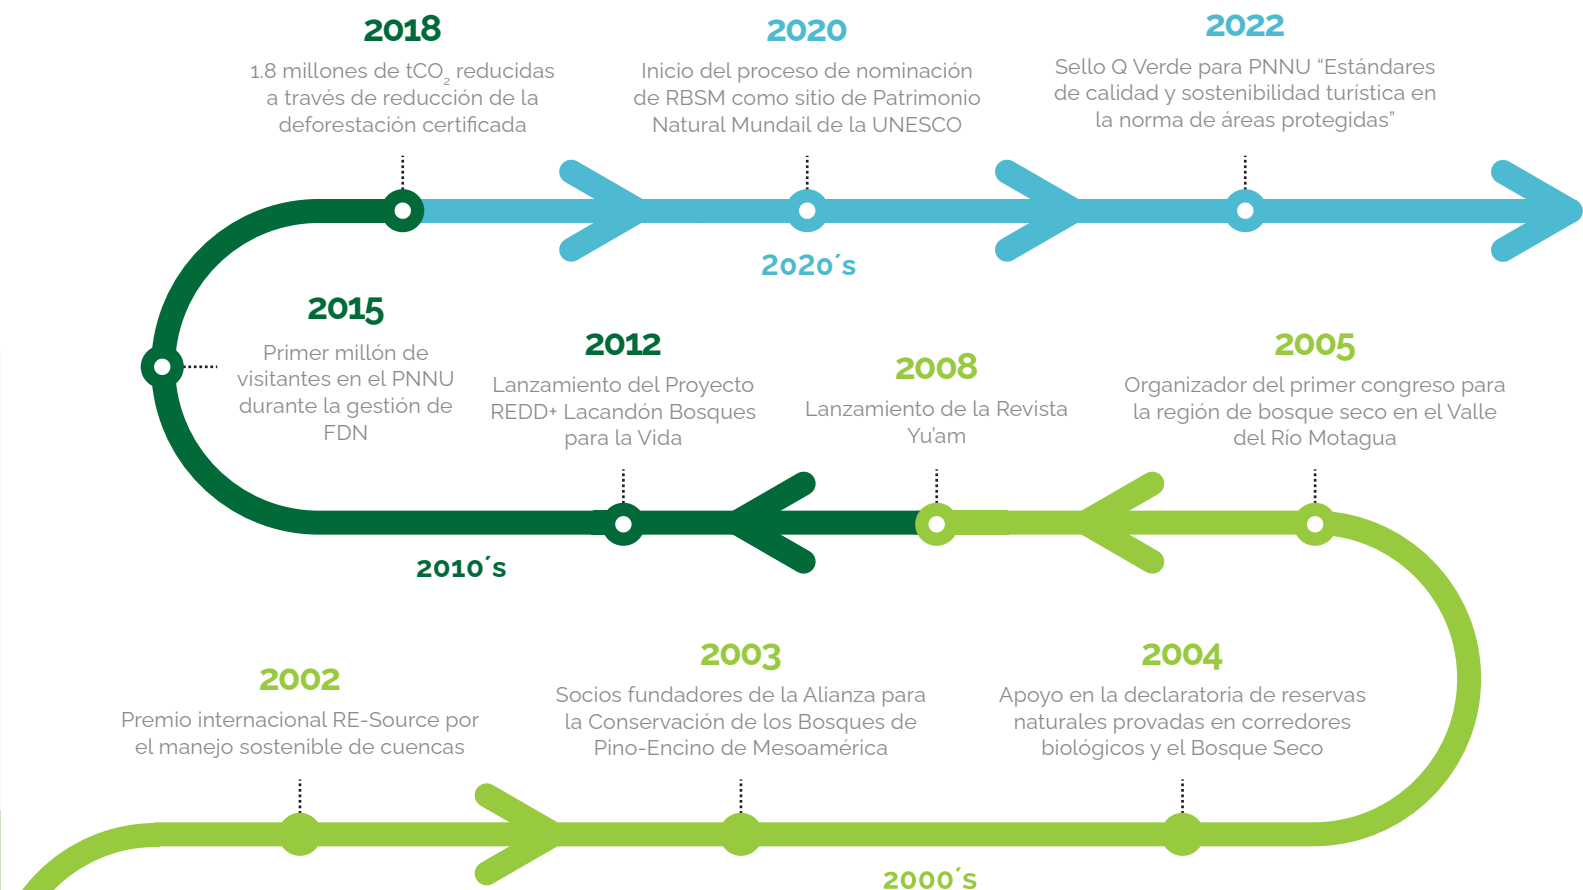 2018
1.8 millones de tCO₂ reducidas
a través de reducción de la
deforestación certificada
2020
Inicio del proceso de nominación
de RBSM como sitio de Patrimonio
Natural Mundail de la UNESCO
2022
Sello Q Verde para PNNU “Estándares
de calidad y sostenibilidad turística en
la norma de áreas protegidas”
2020´s
2015
Primer millón de
visitantes en el PNNU
durante la gestión de
FDN
2012
Lanzamiento del Proyecto
REDD+ Lacandón Bosques
para la Vida
2008
Lanzamiento de la Revista
Yu’am
2005
Organizador del primer congreso para
la región de bosque seco en el Valle
del Río Motagua
2010´s
2002
Premio internacional RE-Source por
el manejo sostenible de cuencas
2003
Socios fundadores de la Alianza para
la Conservación de los Bosques de
Pino-Encino de Mesoamérica
2004
Apoyo en la declaratoria de reservas
naturales provadas en corredores
biológicos y el Bosque Seco
2000´s